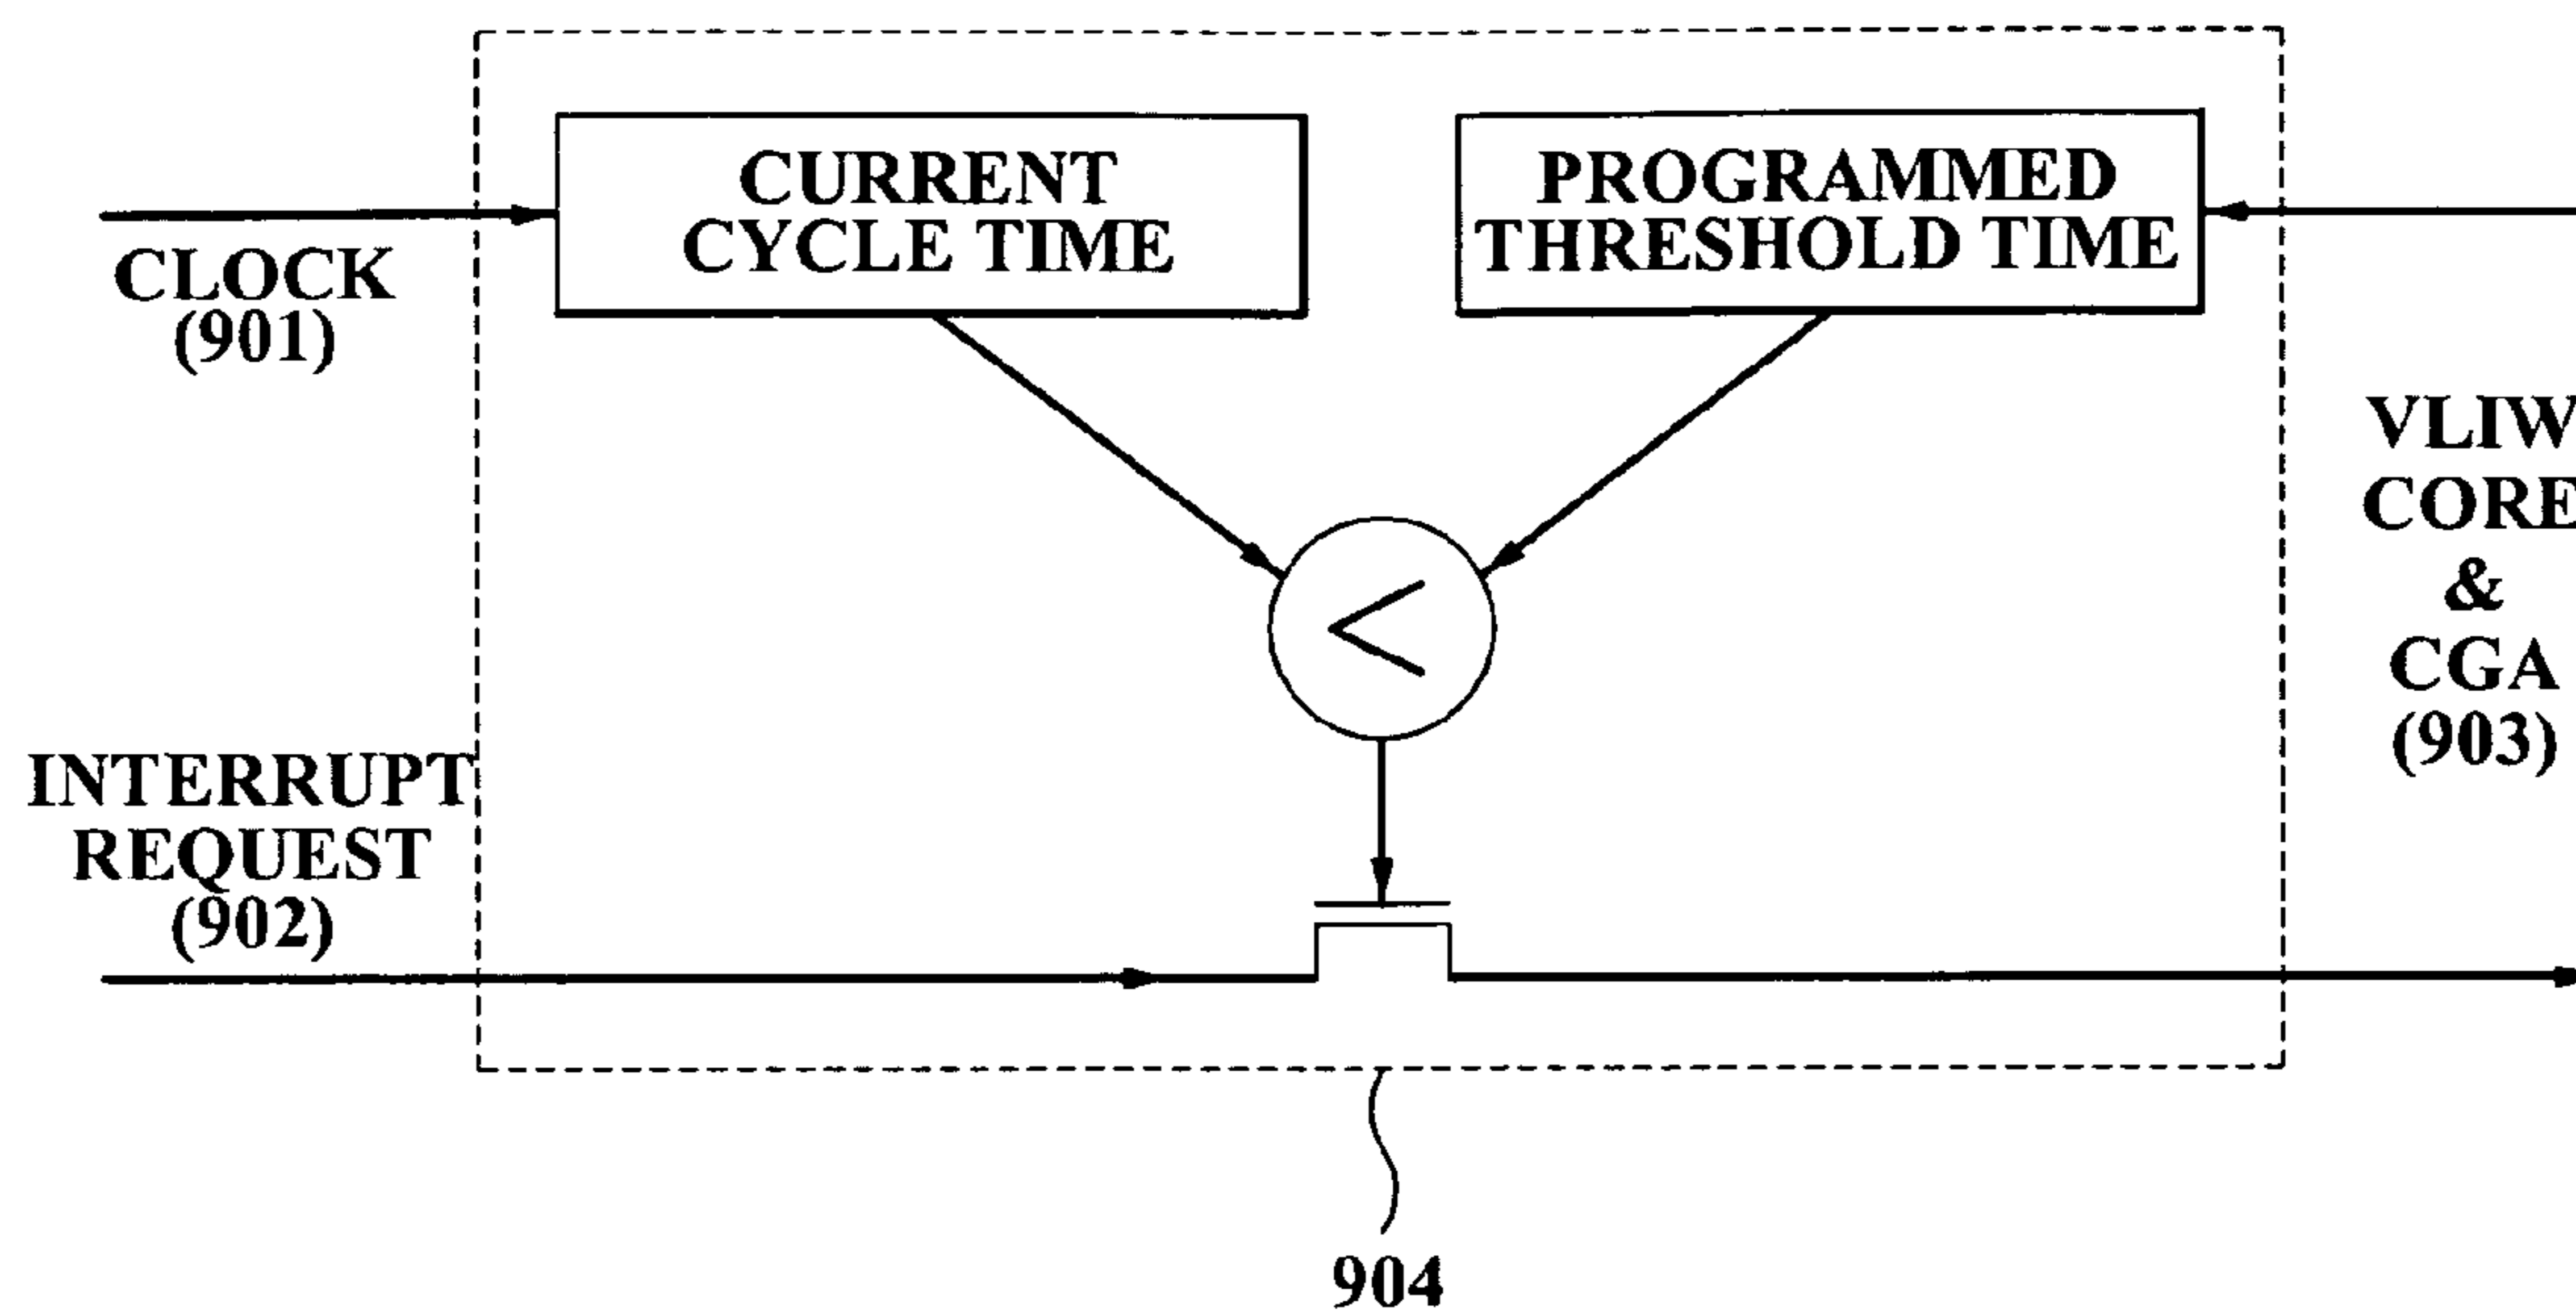 CURRENT
CYCLE TIME
PROGRAMMED
THRESHOLD TIME
CLOCK
(901)
VLIW
CORE
&
CGA
(903)
<
INTERRUPT
REQUEST
(902)
904